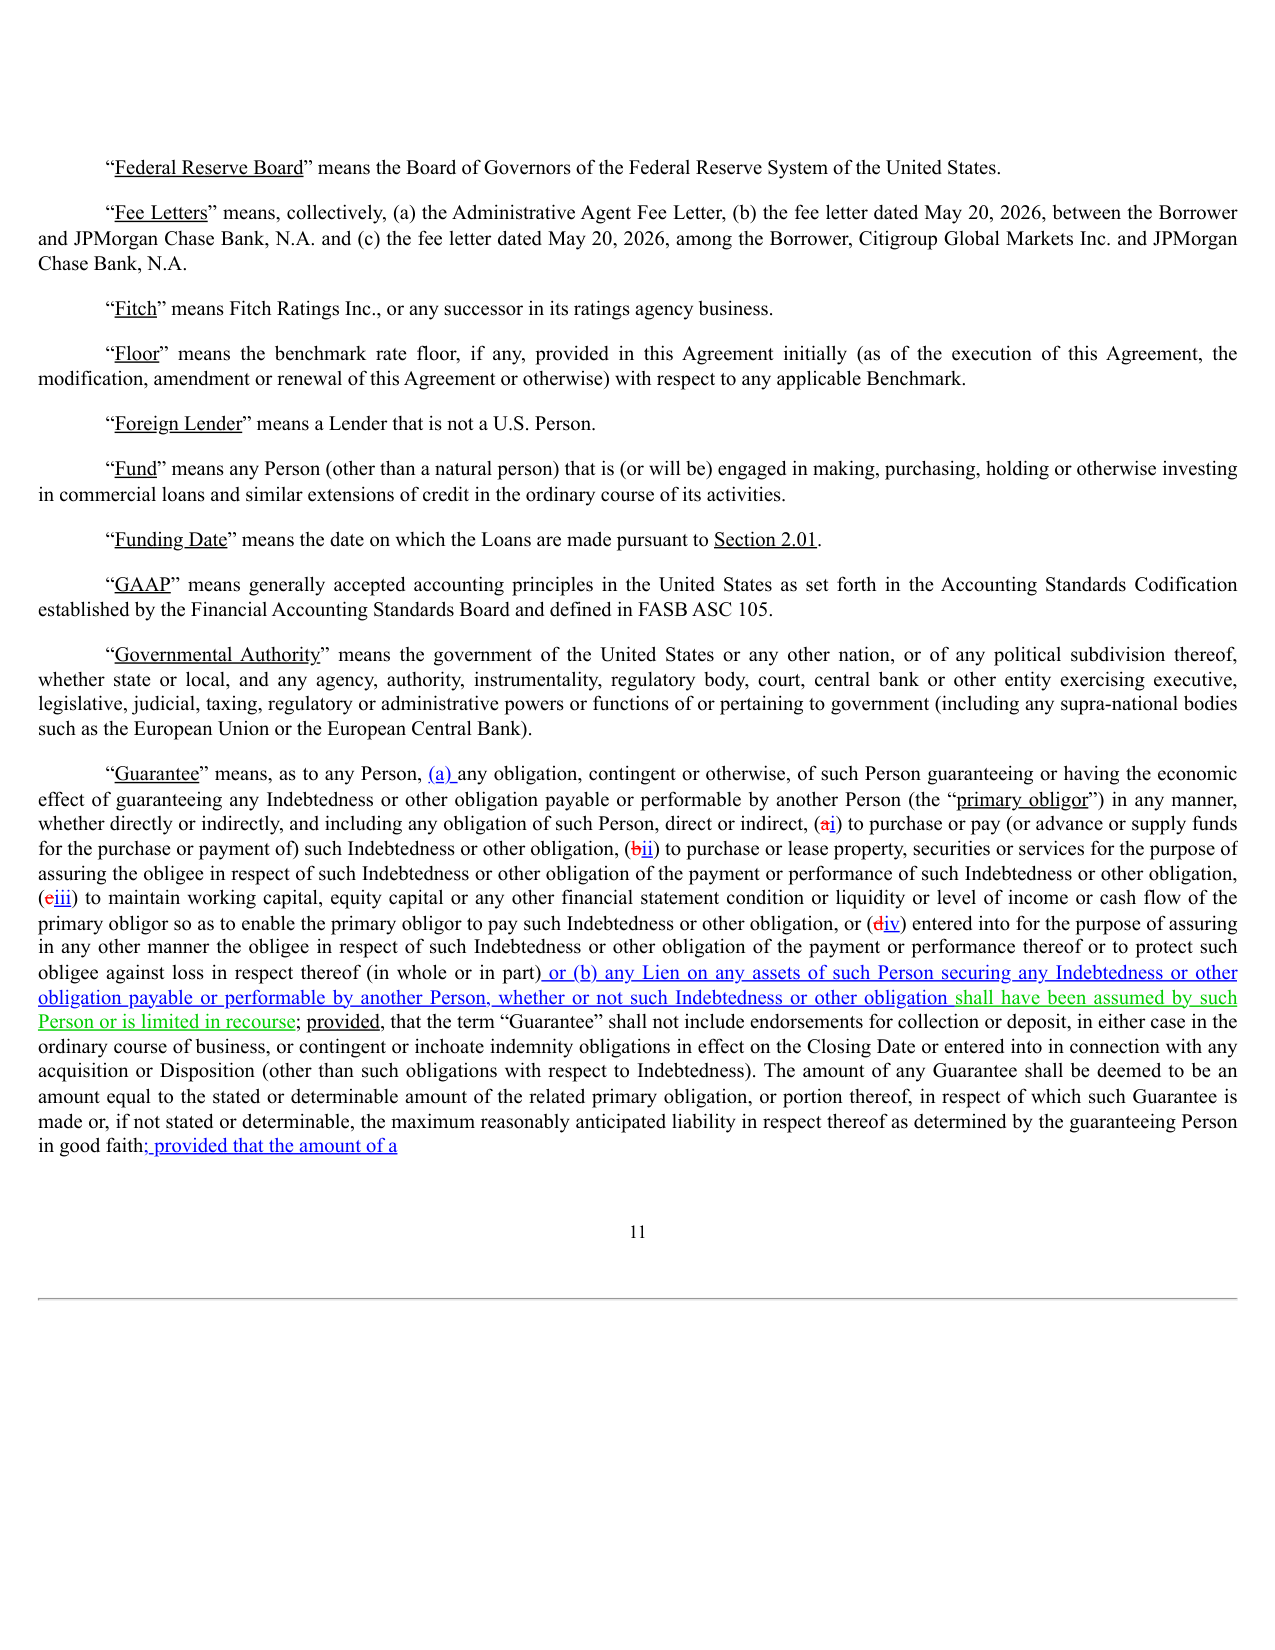 “Federal Reserve Board” means the Board of Governors of the Federal Reserve System of the United States.
“Fee Letters” means, collectively, (a) the Administrative Agent Fee Letter, (b) the fee letter dated May 20, 2026, between the Borrower
and JPMorgan Chase Bank, N.A. and (c) the fee letter dated May 20, 2026, among the Borrower, Citigroup Global Markets Inc. and JPMorgan
Chase Bank, N.A.
“Fitch” means Fitch Ratings Inc., or any successor in its ratings agency business.
“Floor” means the benchmark rate floor, if any, provided in this Agreement initially (as of the execution of this Agreement, the
modification, amendment or renewal of this Agreement or otherwise) with respect to any applicable Benchmark.
“Foreign Lender” means a Lender that is not a U.S. Person.
“Fund” means any Person (other than a natural person) that is (or will be) engaged in making, purchasing, holding or otherwise investing
in commercial loans and similar extensions of credit in the ordinary course of its activities.
“Funding Date” means the date on which the Loans are made pursuant to Section 2.01.
“GAAP” means generally accepted accounting principles in the United States as set forth in the Accounting Standards Codification
established by the Financial Accounting Standards Board and defined in FASB ASC 105.
“Governmental Authority” means the government of the United States or any other nation, or of any political subdivision thereof,
whether state or local, and any agency, authority, instrumentality, regulatory body, court, central bank or other entity exercising executive,
legislative, judicial, taxing, regulatory or administrative powers or functions of or pertaining to government (including any supra-national bodies
such as the European Union or the European Central Bank).
“Guarantee” means, as to any Person, (a) any obligation, contingent or otherwise, of such Person guaranteeing or having the economic
effect of guaranteeing any Indebtedness or other obligation payable or performable by another Person (the “primary obligor”) in any manner,
whether directly or indirectly, and including any obligation of such Person, direct or indirect, (ai) to purchase or pay (or advance or supply funds
for the purchase or payment of) such Indebtedness or other obligation, (bii) to purchase or lease property, securities or services for the purpose of
assuring the obligee in respect of such Indebtedness or other obligation of the payment or performance of such Indebtedness or other obligation,
(ciii) to maintain working capital, equity capital or any other financial statement condition or liquidity or level of income or cash flow of the
primary obligor so as to enable the primary obligor to pay such Indebtedness or other obligation, or (div) entered into for the purpose of assuring
in any other manner the obligee in respect of such Indebtedness or other obligation of the payment or performance thereof or to protect such
obligee against loss in respect thereof (in whole or in part) or (b) any Lien on any assets of such Person securing any Indebtedness or other
obligation payable or performable by another Person, whether or not such Indebtedness or other obligation shall have been assumed by such
Person or is limited in recourse; provided, that the term “Guarantee” shall not include endorsements for collection or deposit, in either case in the
ordinary course of business, or contingent or inchoate indemnity obligations in effect on the Closing Date or entered into in connection with any
acquisition or Disposition (other than such obligations with respect to Indebtedness). The amount of any Guarantee shall be deemed to be an
amount equal to the stated or determinable amount of the related primary obligation, or portion thereof, in respect of which such Guarantee is
made or, if not stated or determinable, the maximum reasonably anticipated liability in respect thereof as determined by the guaranteeing Person
in good faith; provided that the amount of a
11